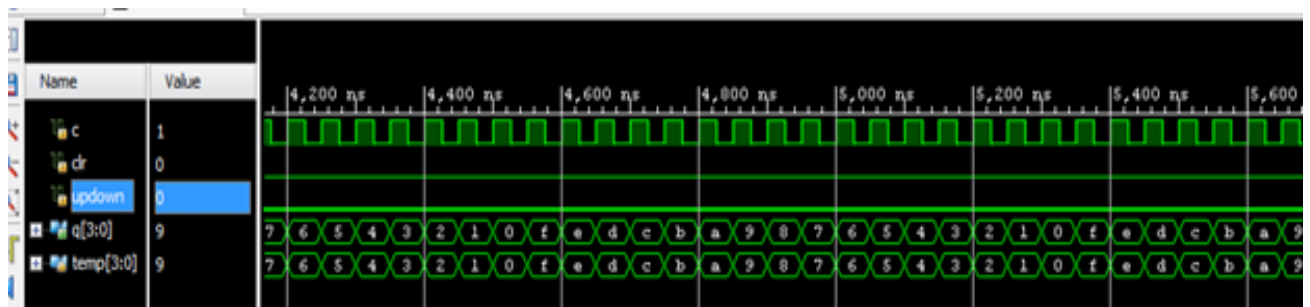 Name Value
4,200 ns 4,400 ns 4,600 ns 4,800 ns 5,000 ns 5,200 ns 5,400 ns 5,600
c 1
clr 0
updown 0
q[3:0] 9 7 6 5 4 3 2 1 0 f e d c b a 9 8 7 6 5 4 3 2 1 0 f e d c b a 9
temp[3:0] 9 7 6 5 4 3 2 1 0 f e d c b a 9 8 7 6 5 4 3 2 1 0 f e d c b a 9